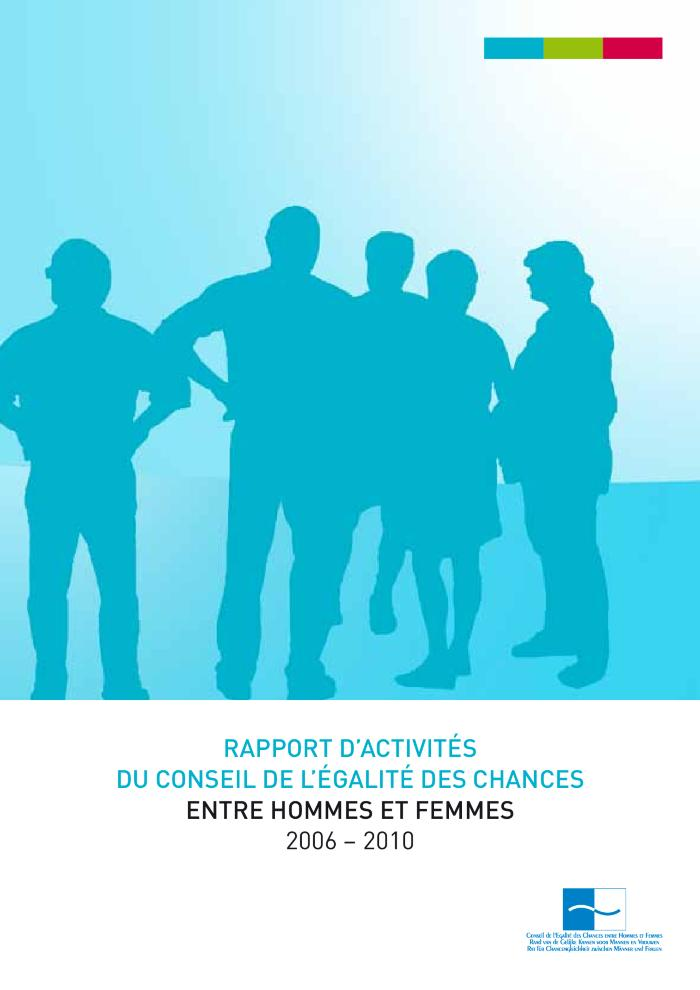 RAPPORT D'ACTIVITÉS
DU CONSEIL DE L'ÉGALITÉ DES CHANCES
ENTRE HOMMES ET FEMMES
2006 – 2010
Conseil de l'Egalité des Chances entre Hommes et Femmes
Raad van de Gelijke Kansen voor Mannen en Vrouwen
Rat für Chancengleichheit zwischen Männer und Frauen